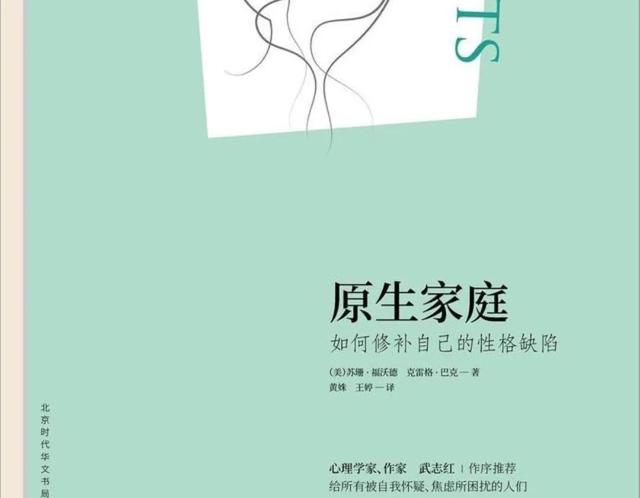 TS
原生家庭
如何修补自己的性格缺陷
(美)苏珊·福沃德 克雷格·巴克—著
黄姝 王婷—译
心理学家、作家 武志红 | 作序推荐
给所有被自我怀疑、焦虑所困扰的人们
北京时代华文书局